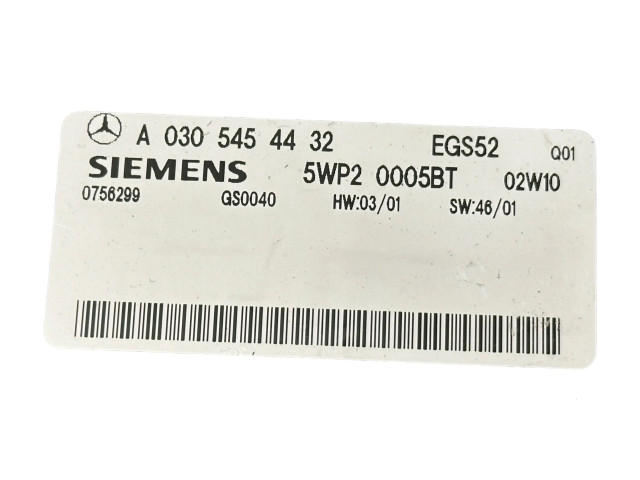 A 030 545 44 32 EGS52 Q01
SIEMENS 5WP2 0005BT 02W10
0756299 GS0040 HW:03/01 SW:46/01